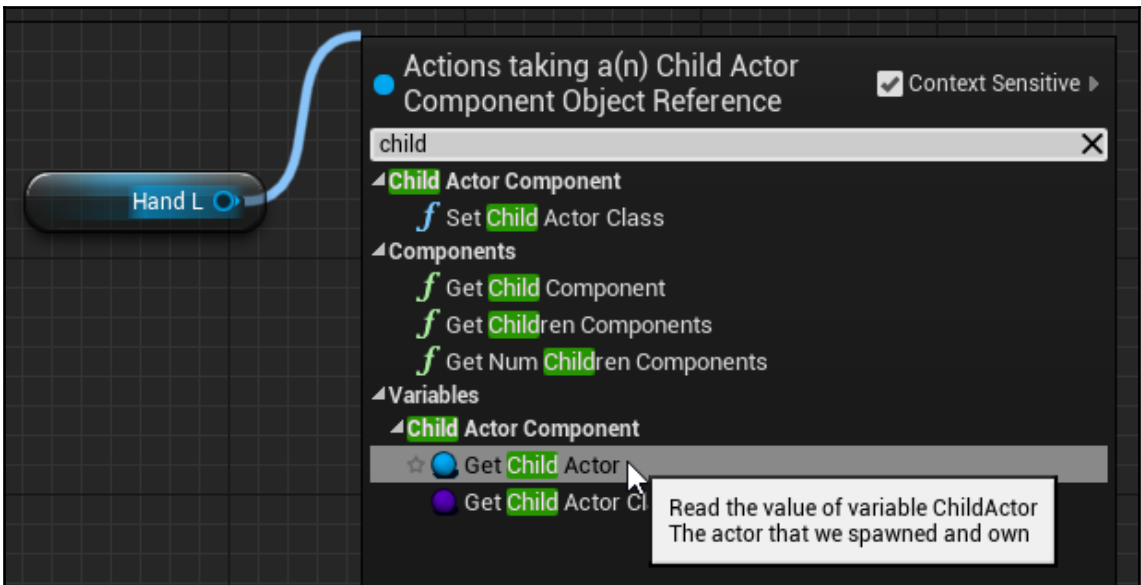 Actions taking a(n) Child Actor
Component Object Reference
Context Sensitive
child
Child Actor Component
f Set Child Actor Class
Components
f Get Child Component
f Get Children Components
f Get Num Children Components
Variables
Child Actor Component
Get Child Actor
Get Child Actor Cl
Hand L
Read the value of variable ChildActor
The actor that we spawned and own